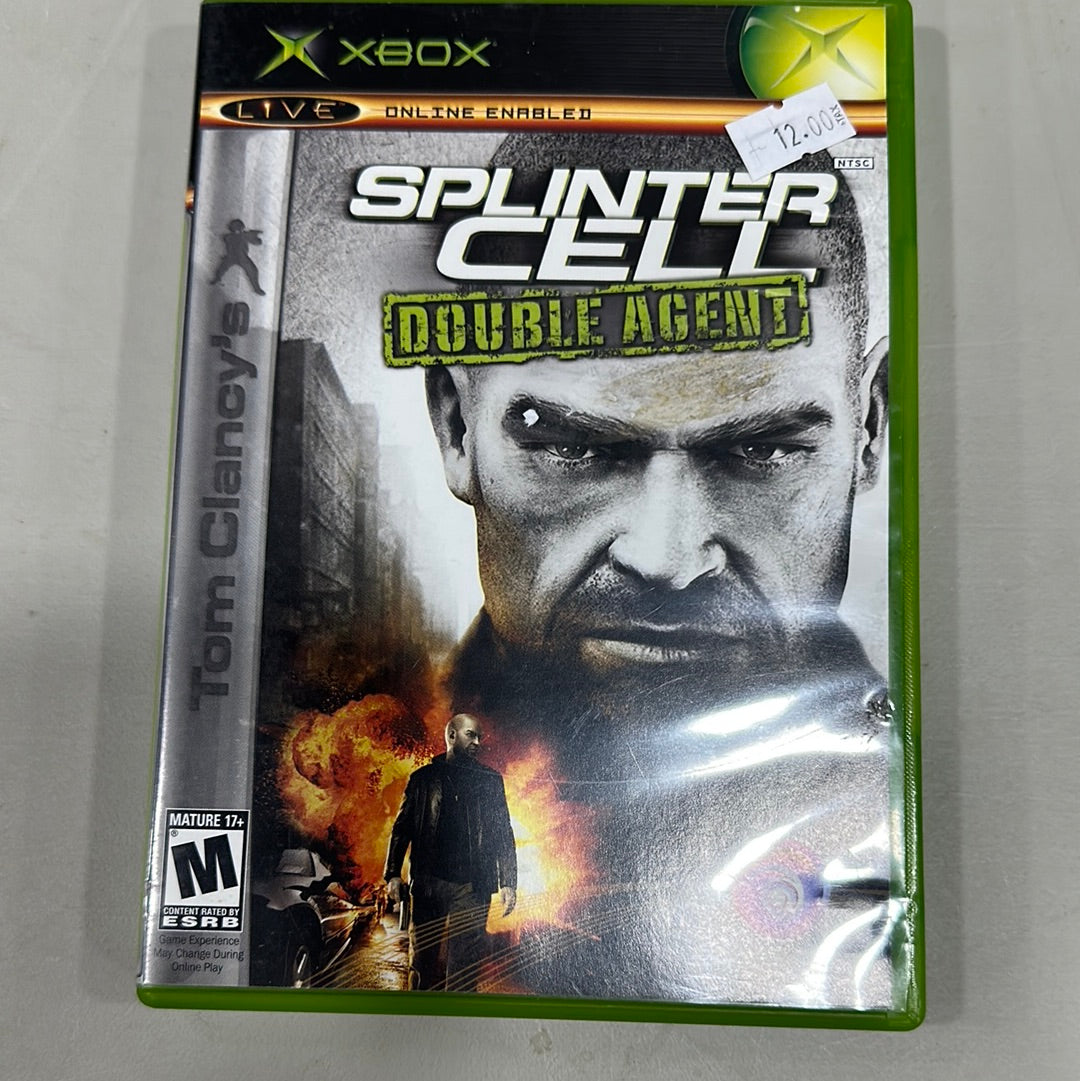 XBOX
LIVE™ ONLINE ENABLED
12.00
NTSC
SPLINTER
CELL
DOUBLE AGENT
Tom Clancy's
MATURE 17+
M
®
CONTENT RATED BY
ESRB
Game Experience
May Change During
Online Play